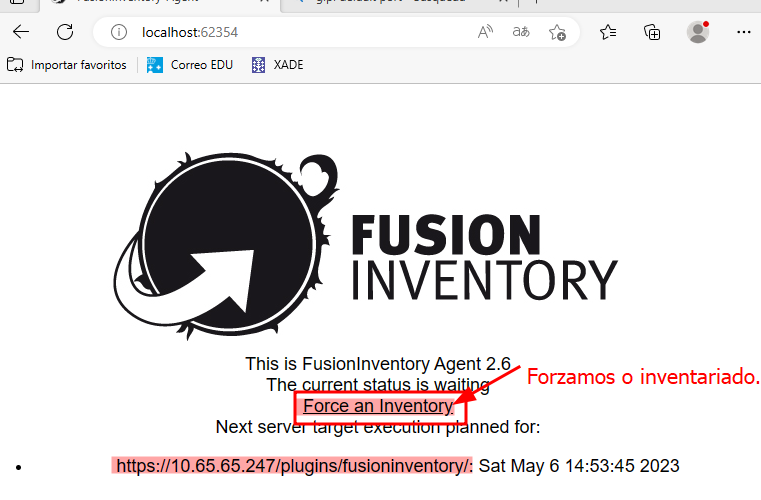 localhost:62354
Importar favoritos
Correo EDU
XADE
FUSION
INVENTORY
This is FusionInventory Agent 2.6
The current status is waiting
Forzamos o inventariado.
Force an Inventory
Next server target execution planned for:
https://10.65.65.247/plugins/fusioninventory/: Sat May 6 14:53:45 2023